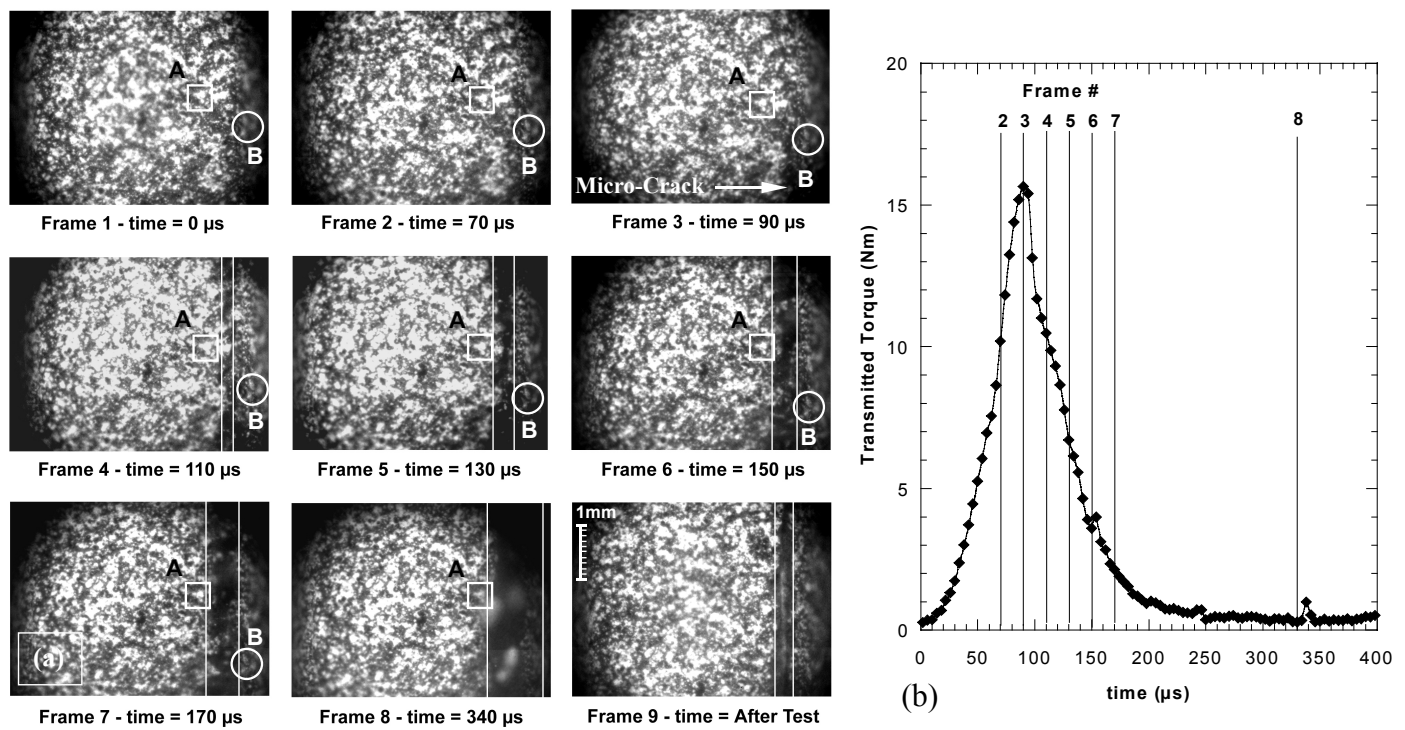 A
B
Frame 1 - time = 0 µs
A
B
Frame 2 - time = 70 µs
A
Micro-Crack
B
Frame 3 - time = 90 µs
A
B
Frame 4 - time = 110 µs
A
B
Frame 5 - time = 130 µs
A
B
Frame 6 - time = 150 µs
A
(a)
B
Frame 7 - time = 170 µs
A
Frame 8 - time = 340 µs
1mm
Frame 9 - time = After Test
Frame #
2 3 4 5 6 7 8
Transmitted Torque (Nm)
20
15
10
5
0
0 50 100 150 200 250 300 350 400
time (µs)
(b)